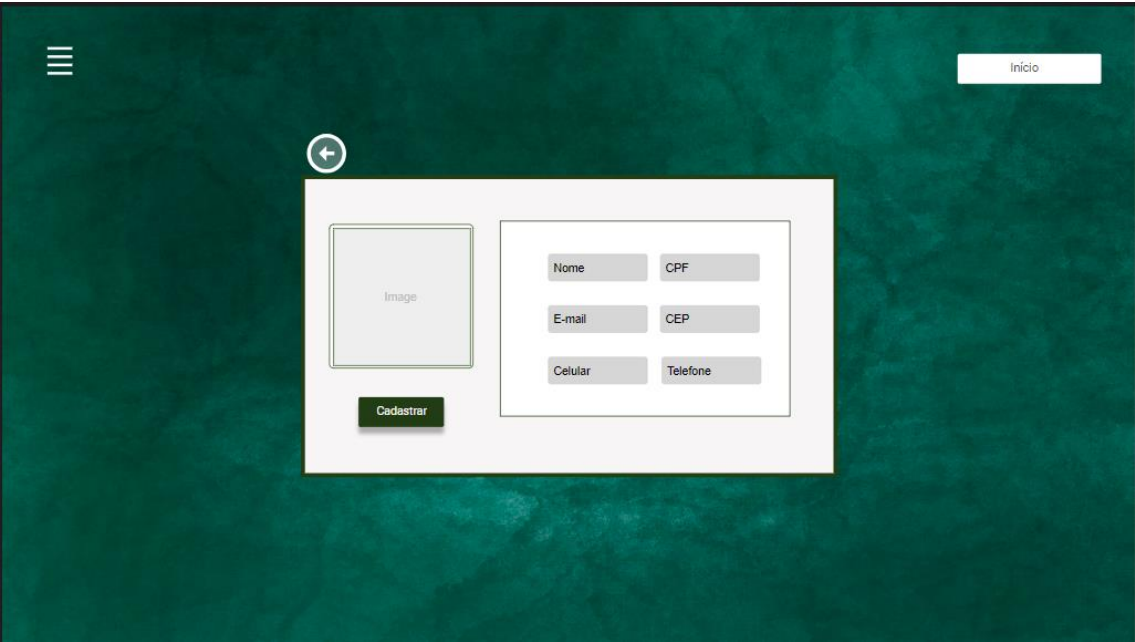 Início
Image
Nome
CPF
E-mail
CEP
Celular
Telefone
Cadastrar